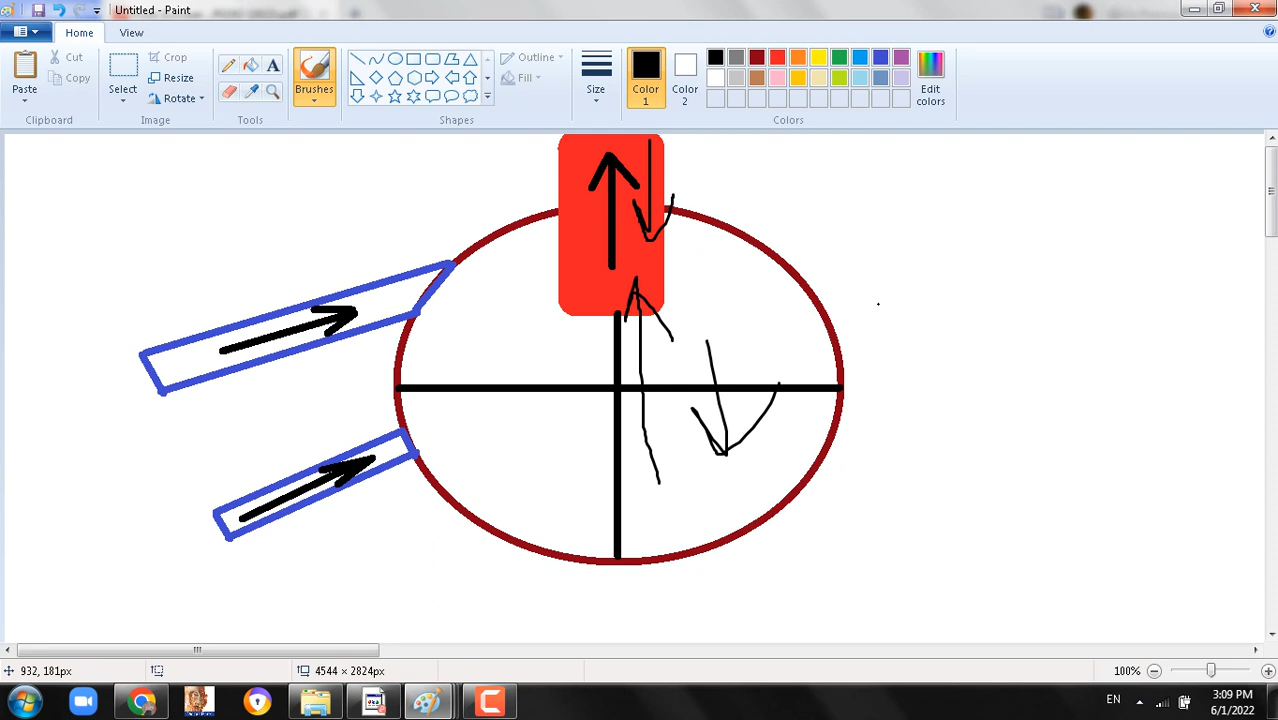 Untitled - Paint
Home
View
Paste
Cut
Copy
Clipboard
Select
Crop
Resize
Rotate
Image
A
Tools
Brushes
Outline
Fill
Shapes
Size
Color
1
Color
2
Edit
colors
Colors
932, 181px
4544 × 2824px
100%
EN
3:09 PM
6/1/2022